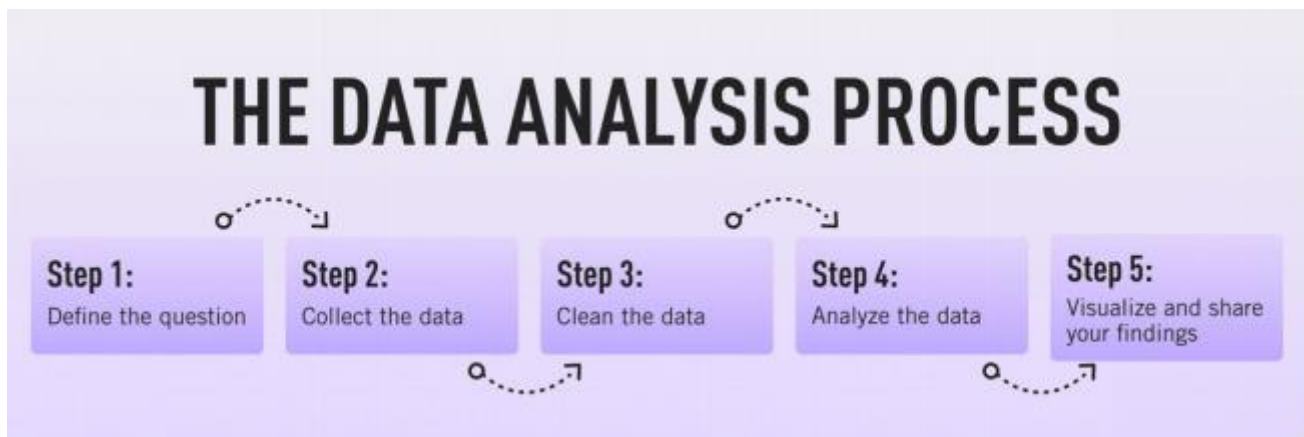 THE DATA ANALYSIS PROCESS
Step 1:
Define the question
Step 2:
Collect the data
Step 3:
Clean the data
Step 4:
Analyze the data
Step 5:
Visualize and share
your findings